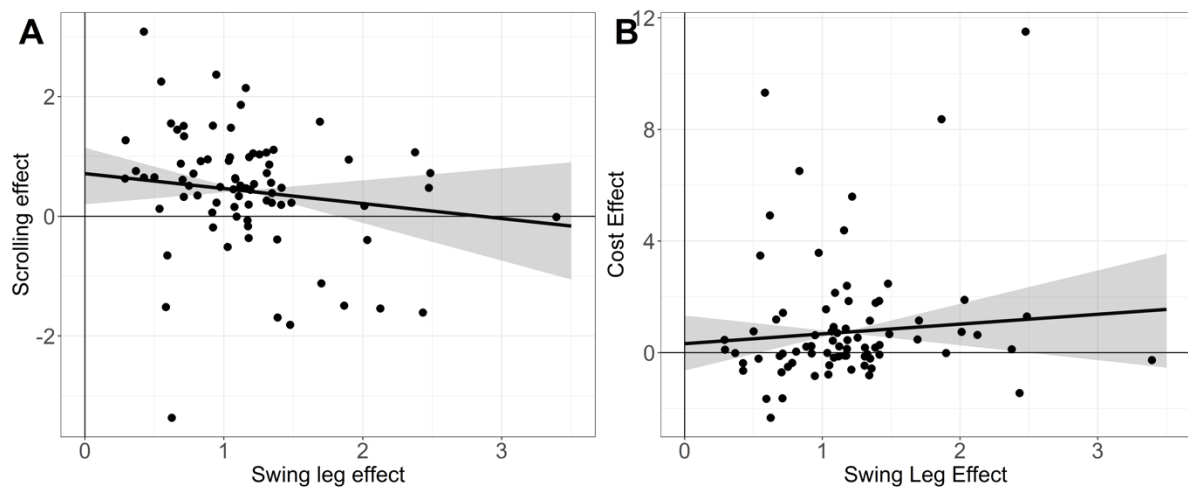 A
Scrolling effect
2
0
-2
0 1 2 3
Swing leg effect
B
Cost Effect
12
8
4
0
0 1 2 3
Swing Leg Effect